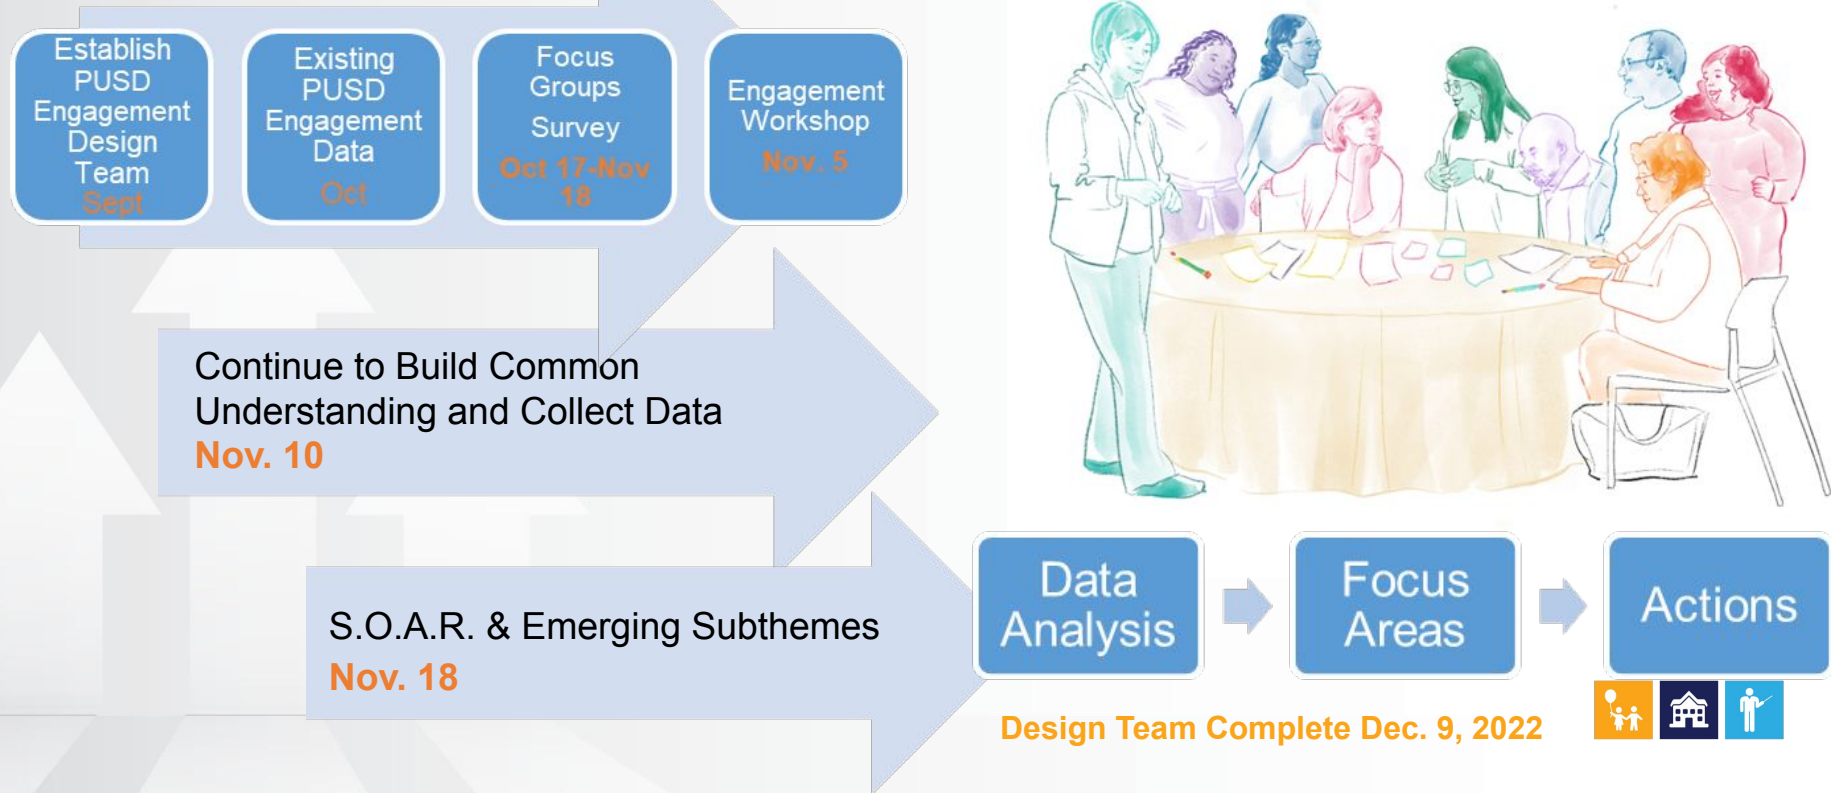 Establish
PUSD
Engagement
Design
Team
Sept
Existing
PUSD
Engagement
Data
Oct
Focus
Groups
Survey
Oct 17-Nov
18
Engagement
Workshop
Nov. 5
Continue to Build Common
Understanding and Collect Data
Nov. 10
S.O.A.R. & Emerging Subthemes
Nov. 18
Data
Analysis
Focus
Areas
Actions
Design Team Complete Dec. 9, 2022